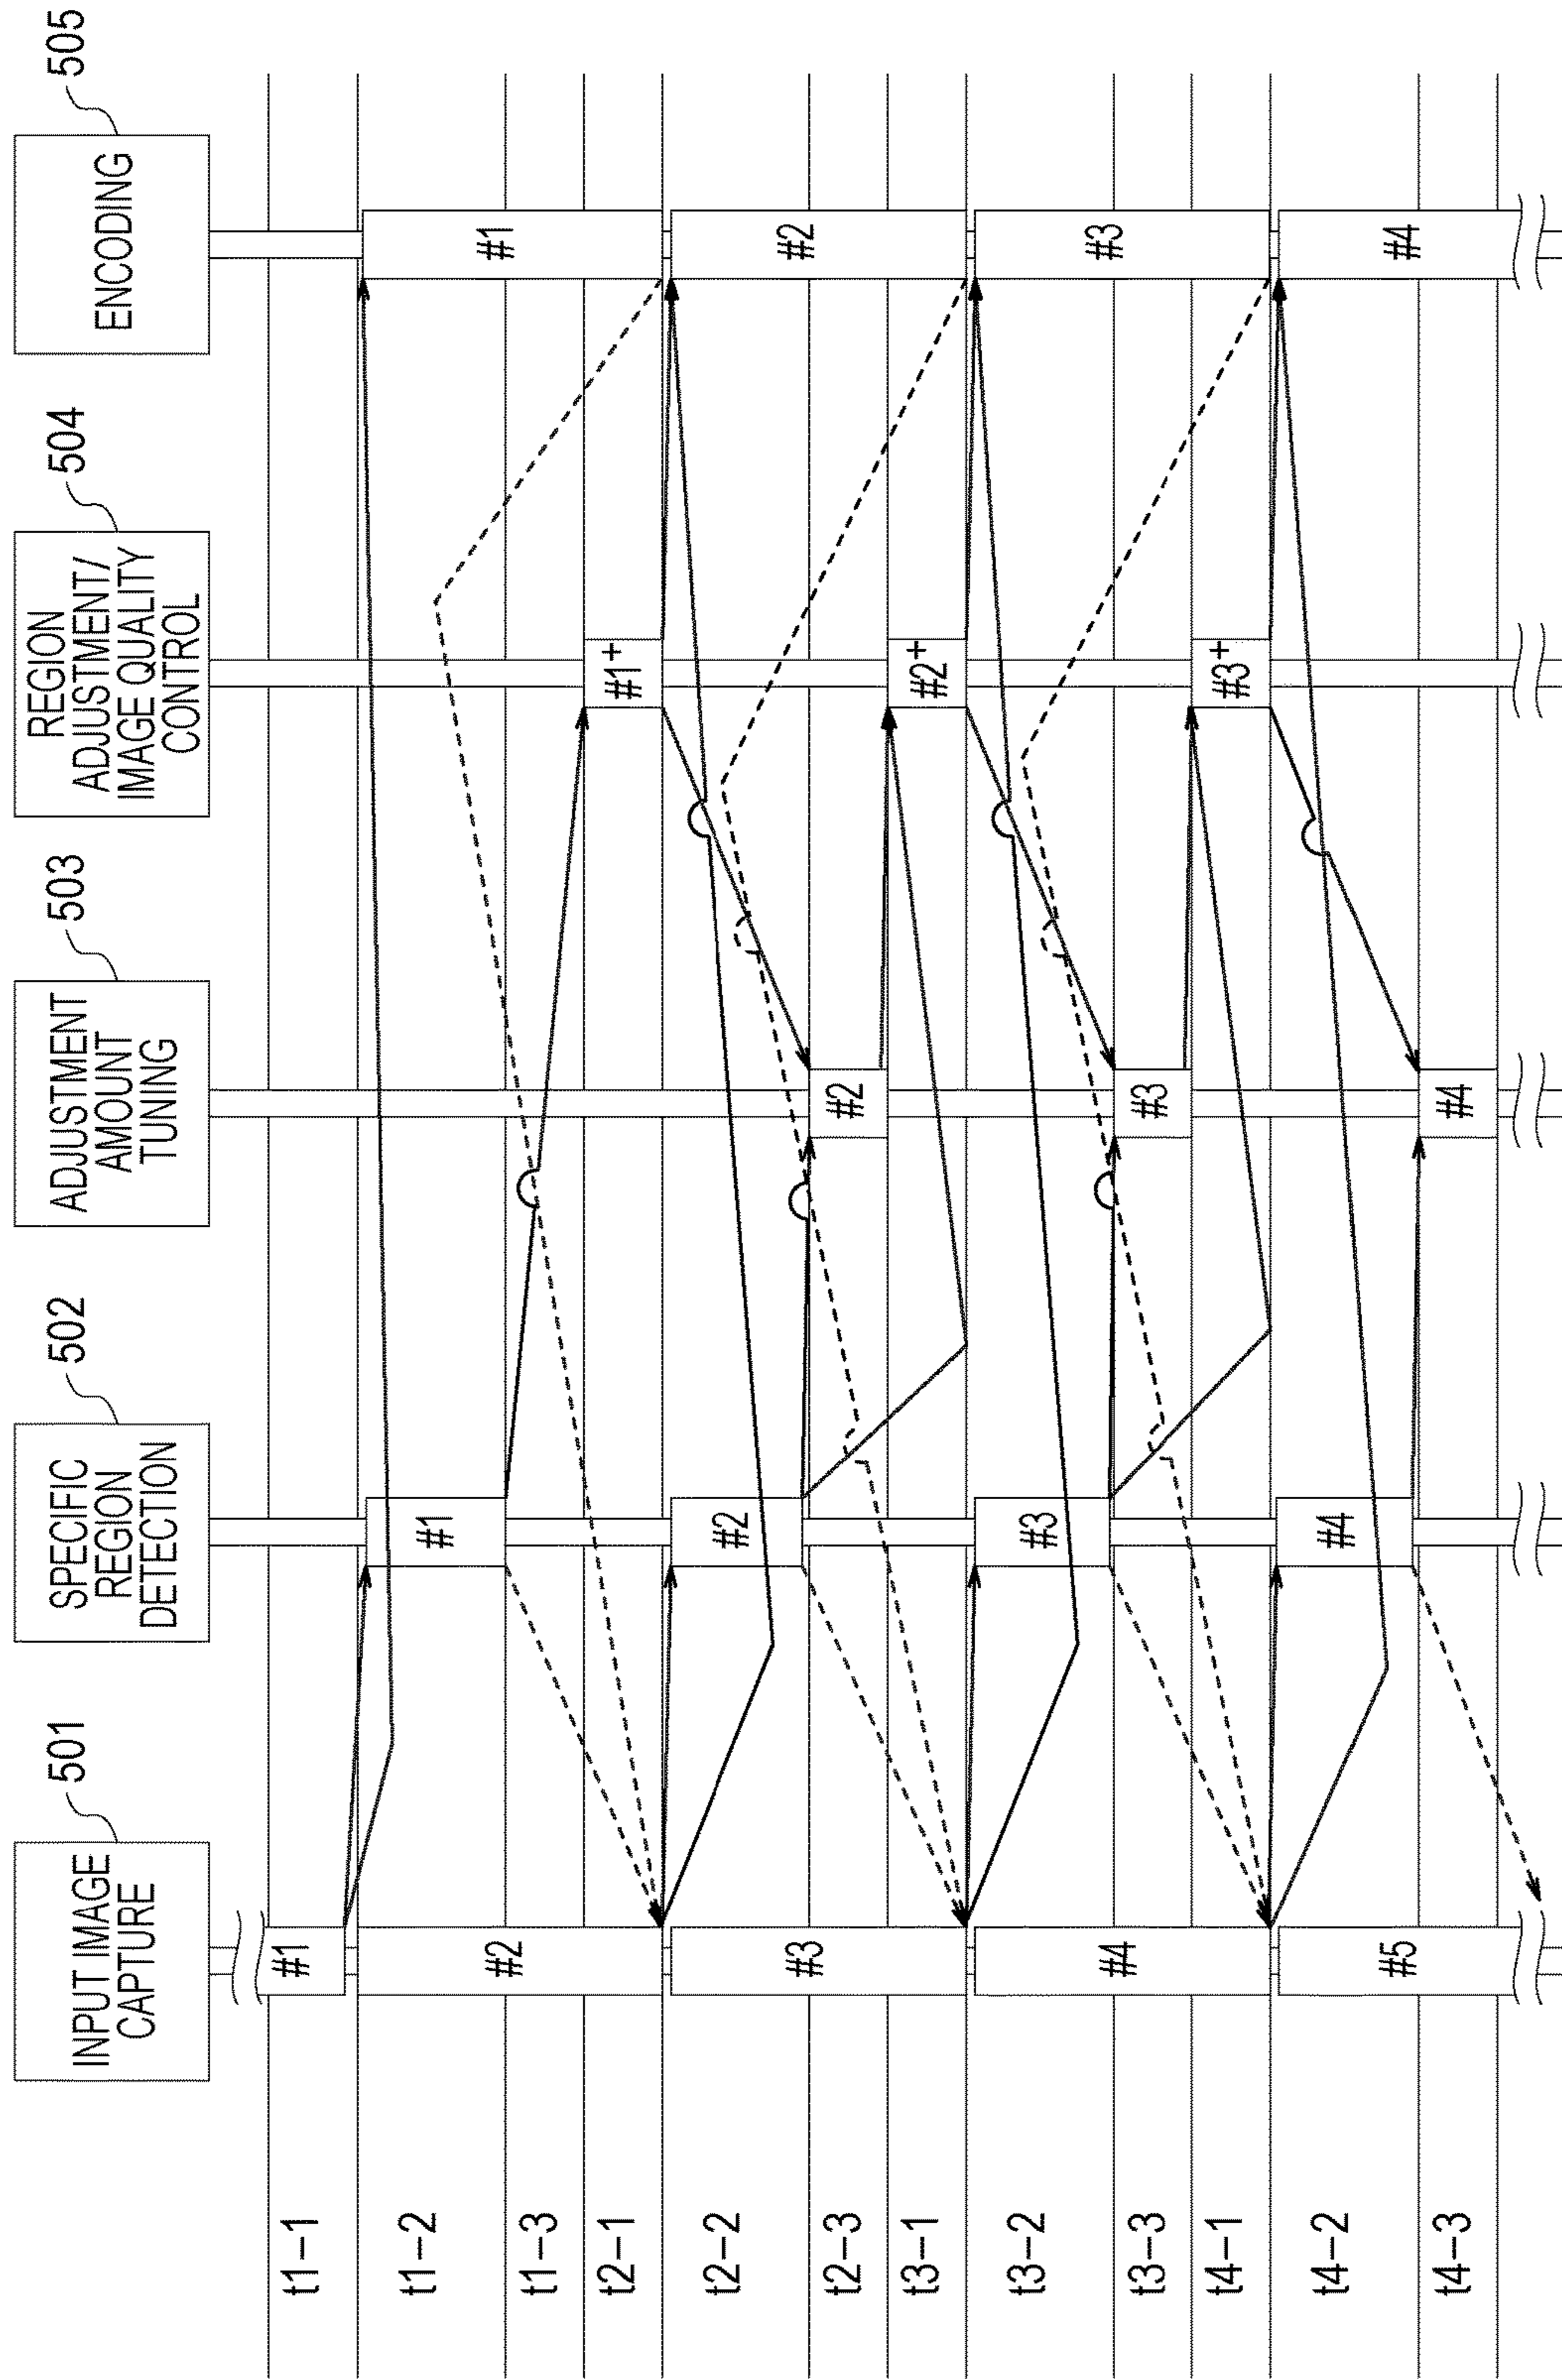 INPUT IMAGE
CAPTURE
501
SPECIFIC
REGION
DETECTION
502
ADJUSTMENT
AMOUNT
TUNING
503
REGION
ADJUSTMENT/
IMAGE QUALITY
CONTROL
504
ENCODING
505
t1–1
#1
t1–2
#2
#1
#1
t1–3
t2–1
#1+
t2–2
#3
#2
#2
t2–3
#2
t3–1
#2+
t3–2
#4
#3
#3
t3–3
#3
t4–1
#3+
t4–2
#5
#4
#4
t4–3
#4